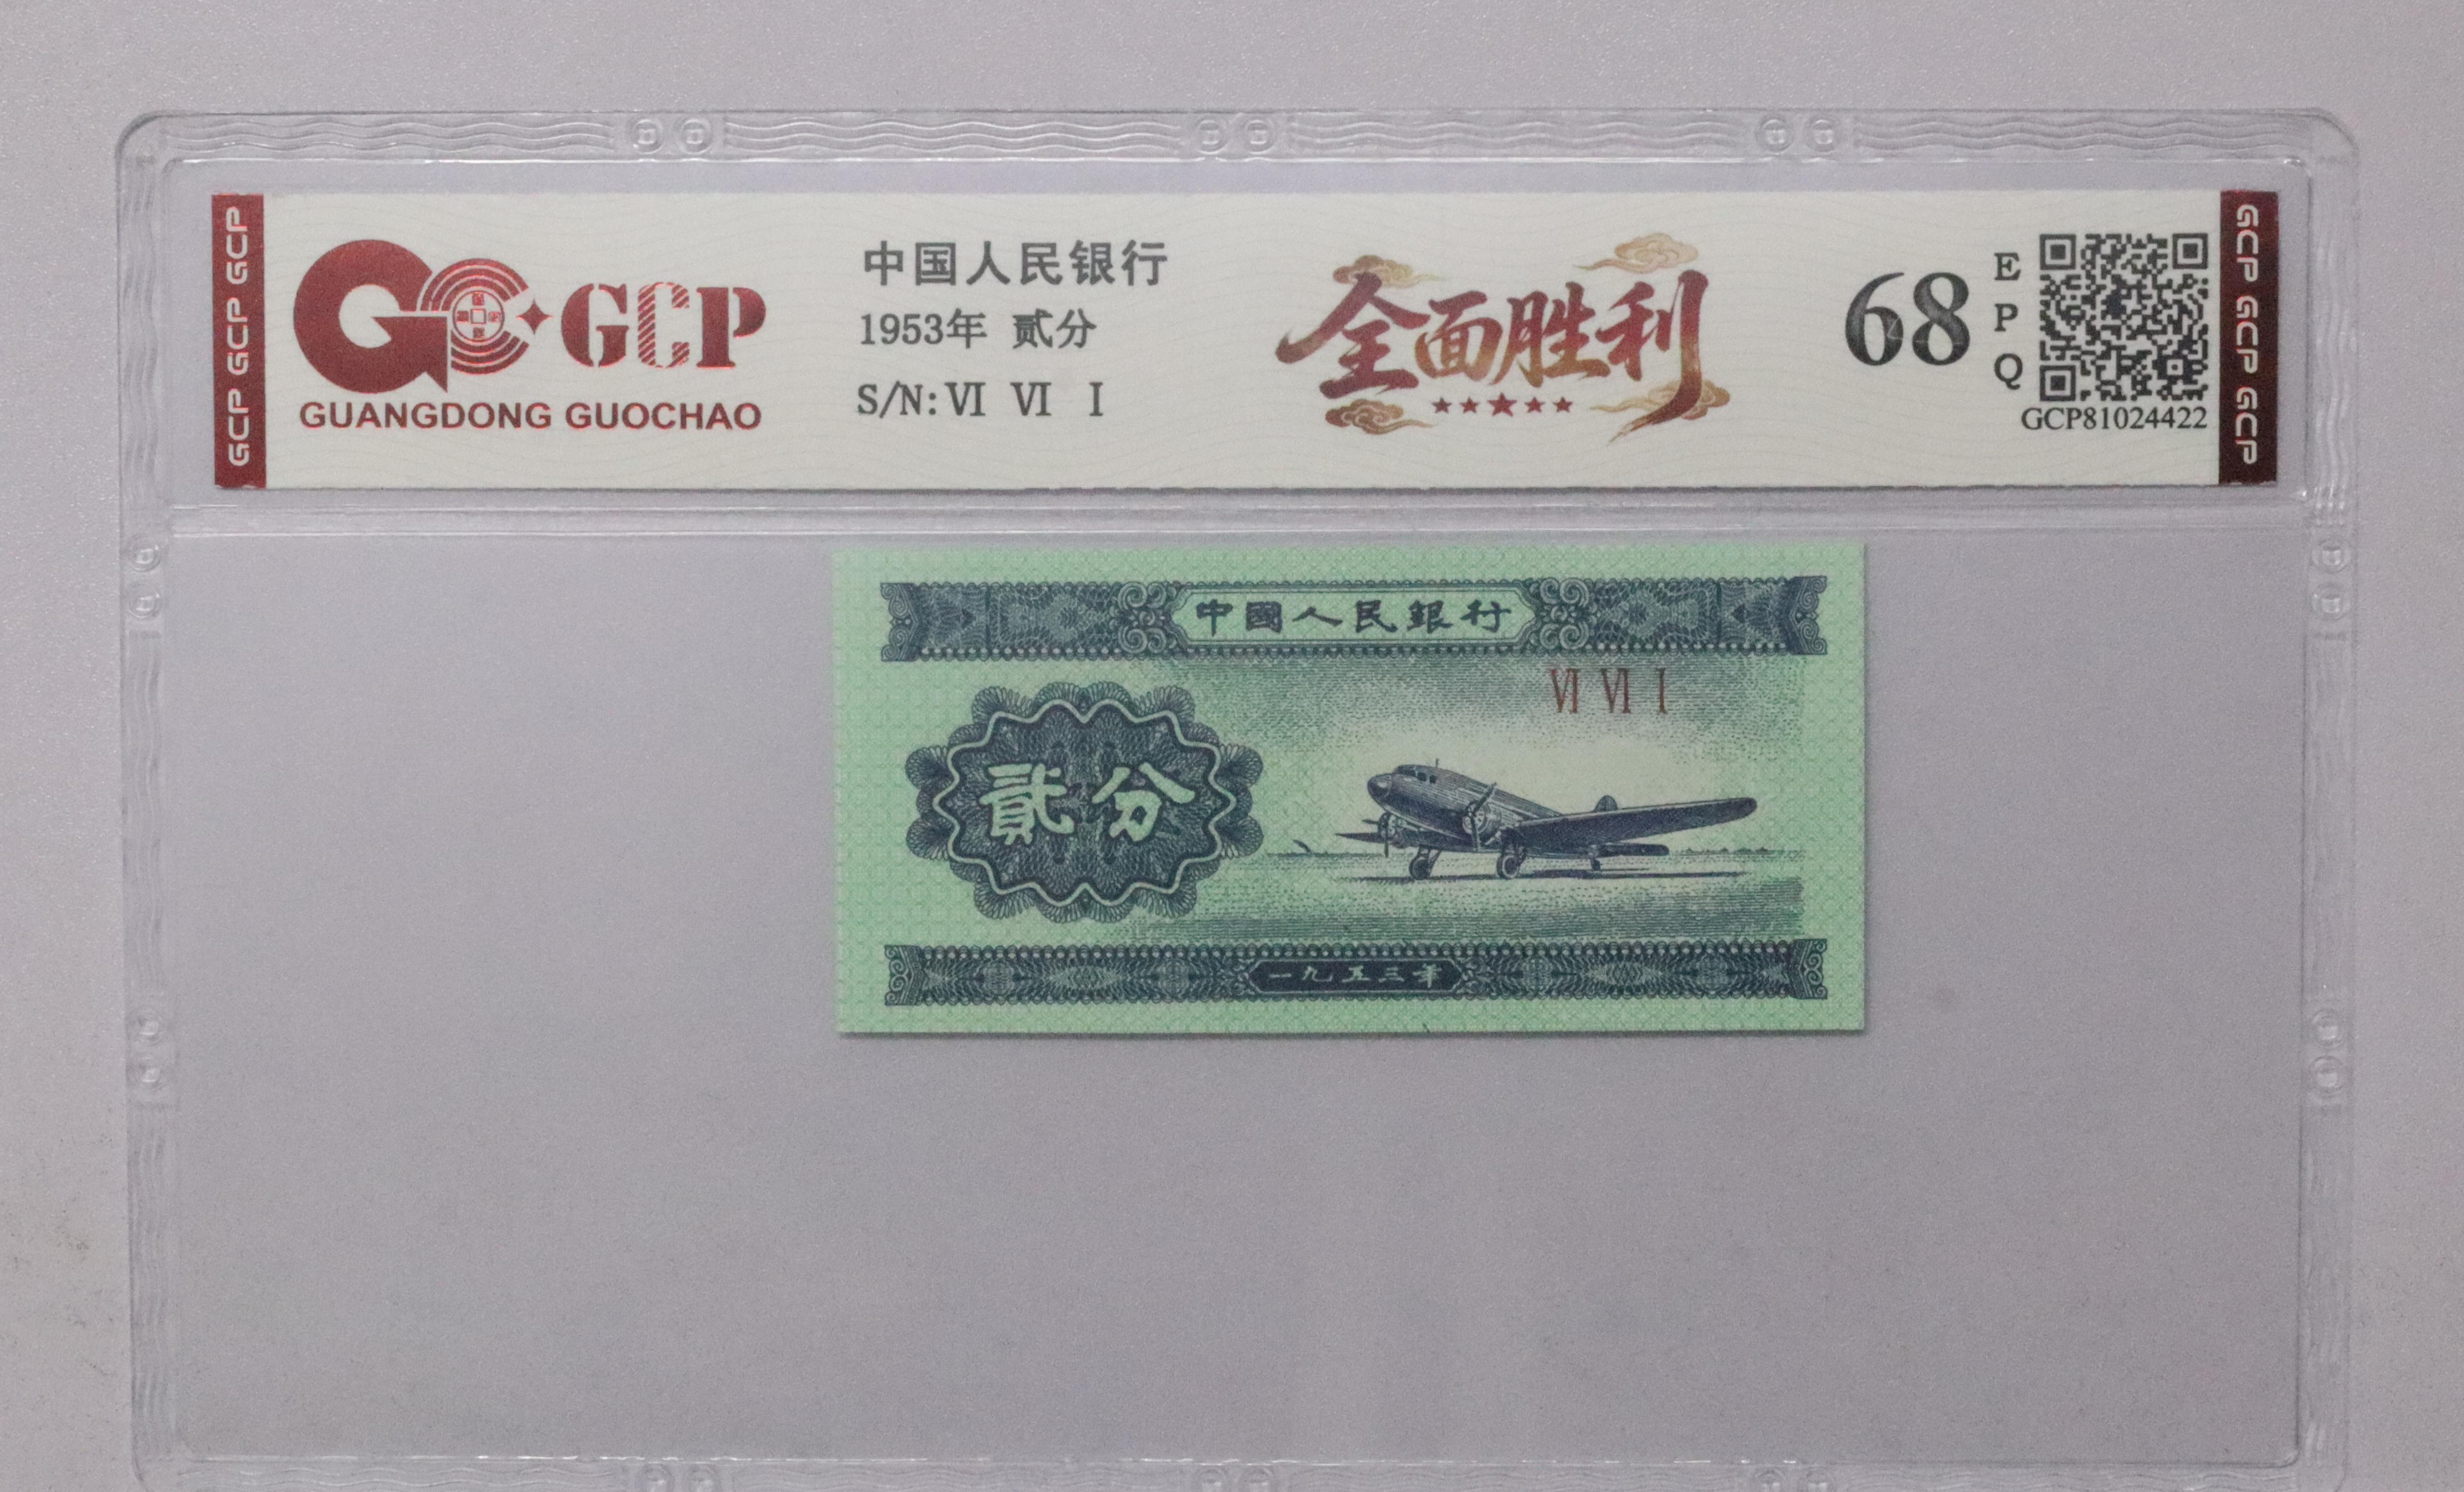 GCP GCP GCP
GCP
GUANGDONG GUOCHAO
中国人民银行
1953年 贰分
S/N: VI VI I
全面胜利
68
EPQ
GCP81024422
GCP GCP GCP
中國人民銀行
VI VI I
貳分
一九五三年